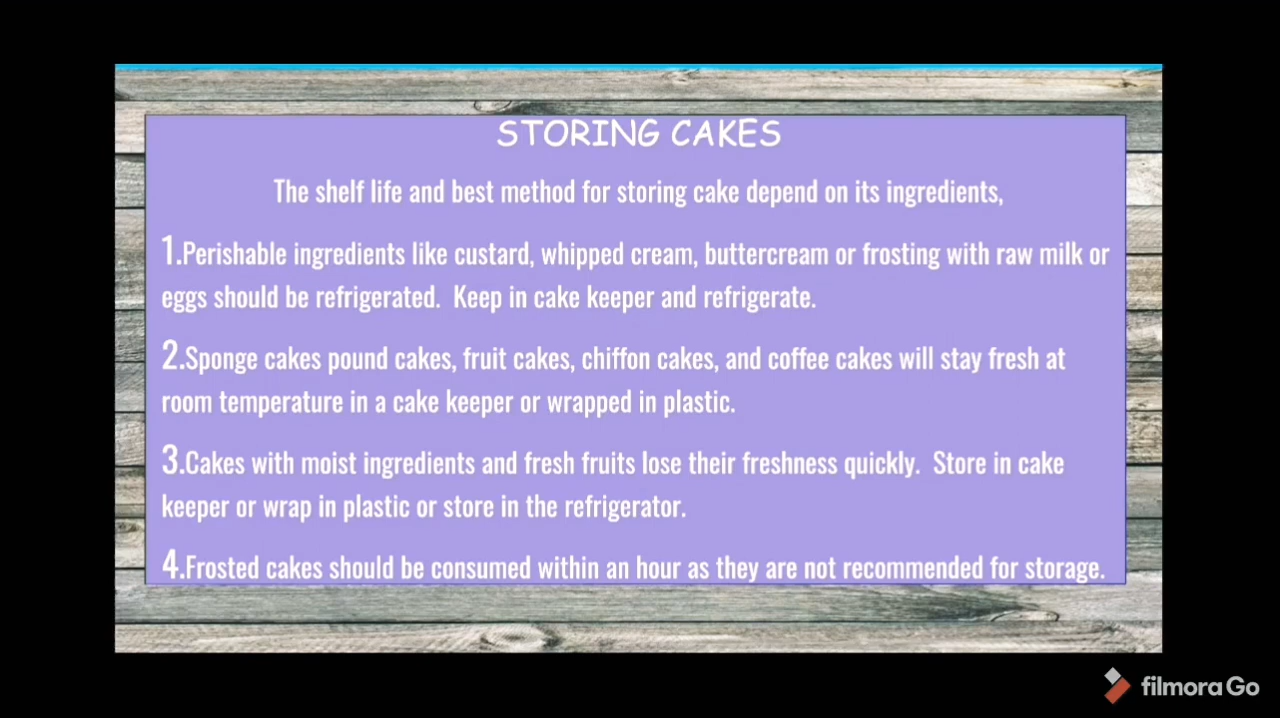 STORING CAKES
The shelf life and best method for storing cake depend on its ingredients,
1.Perishable ingredients like custard, whipped cream, buttercream or frosting with raw milk or
eggs should be refrigerated.  Keep in cake keeper and refrigerate.
2.Sponge cakes pound cakes, fruit cakes, chiffon cakes, and coffee cakes will stay fresh at
room temperature in a cake keeper or wrapped in plastic.
3.Cakes with moist ingredients and fresh fruits lose their freshness quickly.  Store in cake
keeper or wrap in plastic or store in the refrigerator.
4.Frosted cakes should be consumed within an hour as they are not recommended for storage.
filmoraGo